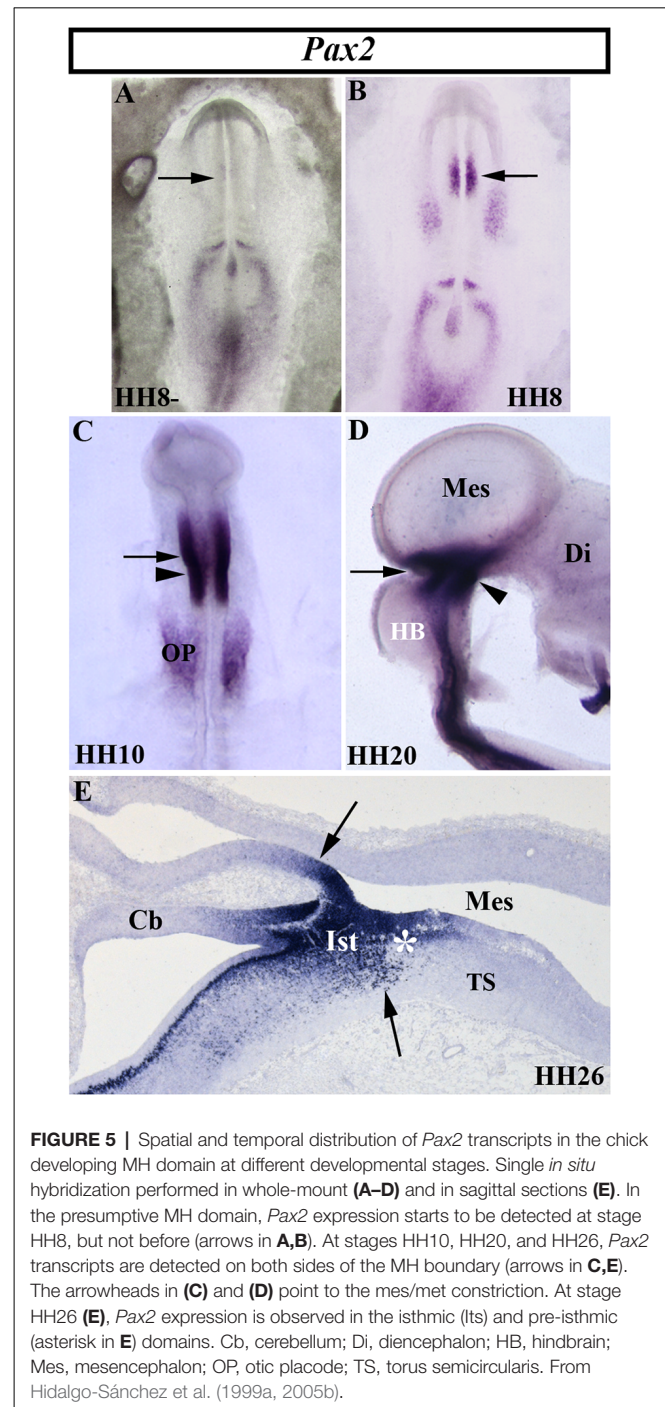 Pax2
A
B
HH8-
HH8
C
D
Mes
Di
OP
HB
HH10
HH20
E
Mes
Cb
Ist
*
TS
HH26
FIGURE 5 | Spatial and temporal distribution of Pax2 transcripts in the chick
developing MH domain at different developmental stages. Single in situ
hybridization performed in whole-mount (A–D) and in sagittal sections (E). In
the presumptive MH domain, Pax2 expression starts to be detected at stage
HH8, but not before (arrows in A,B). At stages HH10, HH20, and HH26, Pax2
transcripts are detected on both sides of the MH boundary (arrows in C,E).
The arrowheads in (C) and (D) point to the mes/met constriction. At stage
HH26 (E), Pax2 expression is observed in the isthmic (Its) and pre-isthmic
(asterisk in E) domains. Cb, cerebellum; Di, diencephalon; HB, hindbrain;
Mes, mesencephalon; OP, otic placode; TS, torus semicircularis. From
Hidalgo-Sánchez et al. (1999a, 2005b).